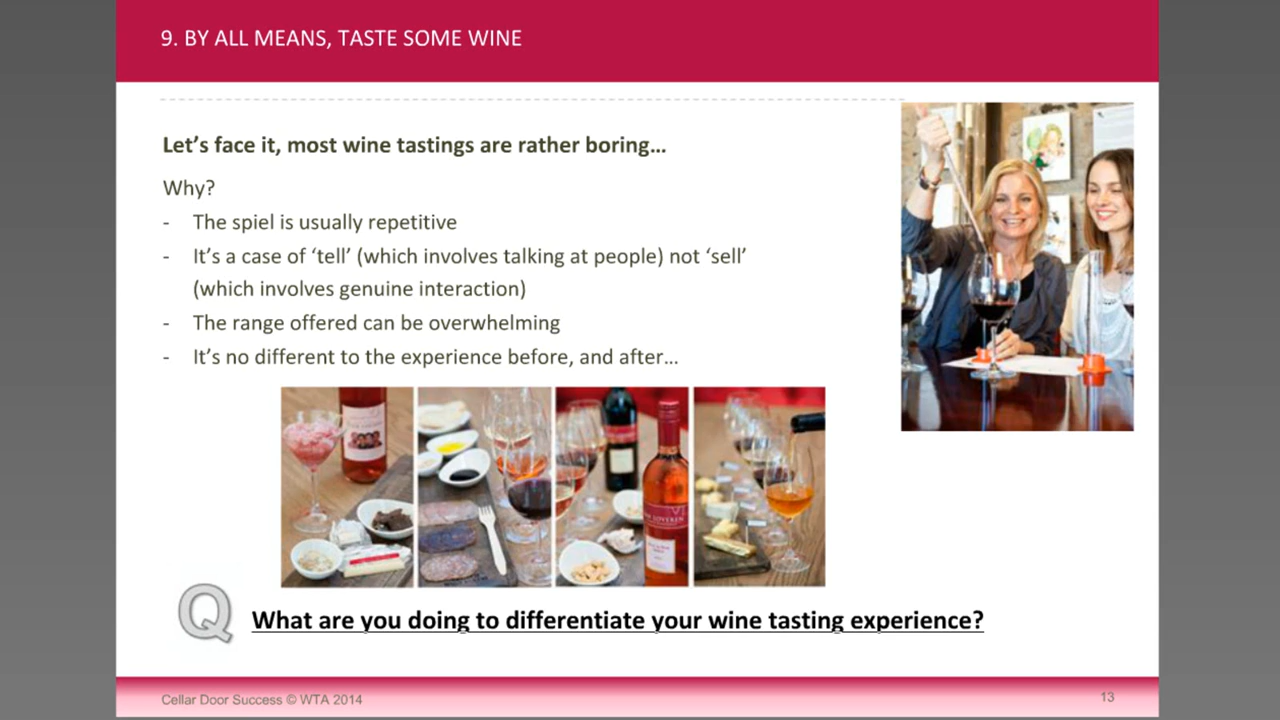 9. BY ALL MEANS, TASTE SOME WINE
Let’s face it, most wine tastings are rather boring…
Why?
- The spiel is usually repetitive
- It’s a case of ‘tell’ (which involves talking at people) not ‘sell’
(which involves genuine interaction)
- The range offered can be overwhelming
- It’s no different to the experience before, and after…
Q What are you doing to differentiate your wine tasting experience?
Cellar Door Success © WTA 2014
13